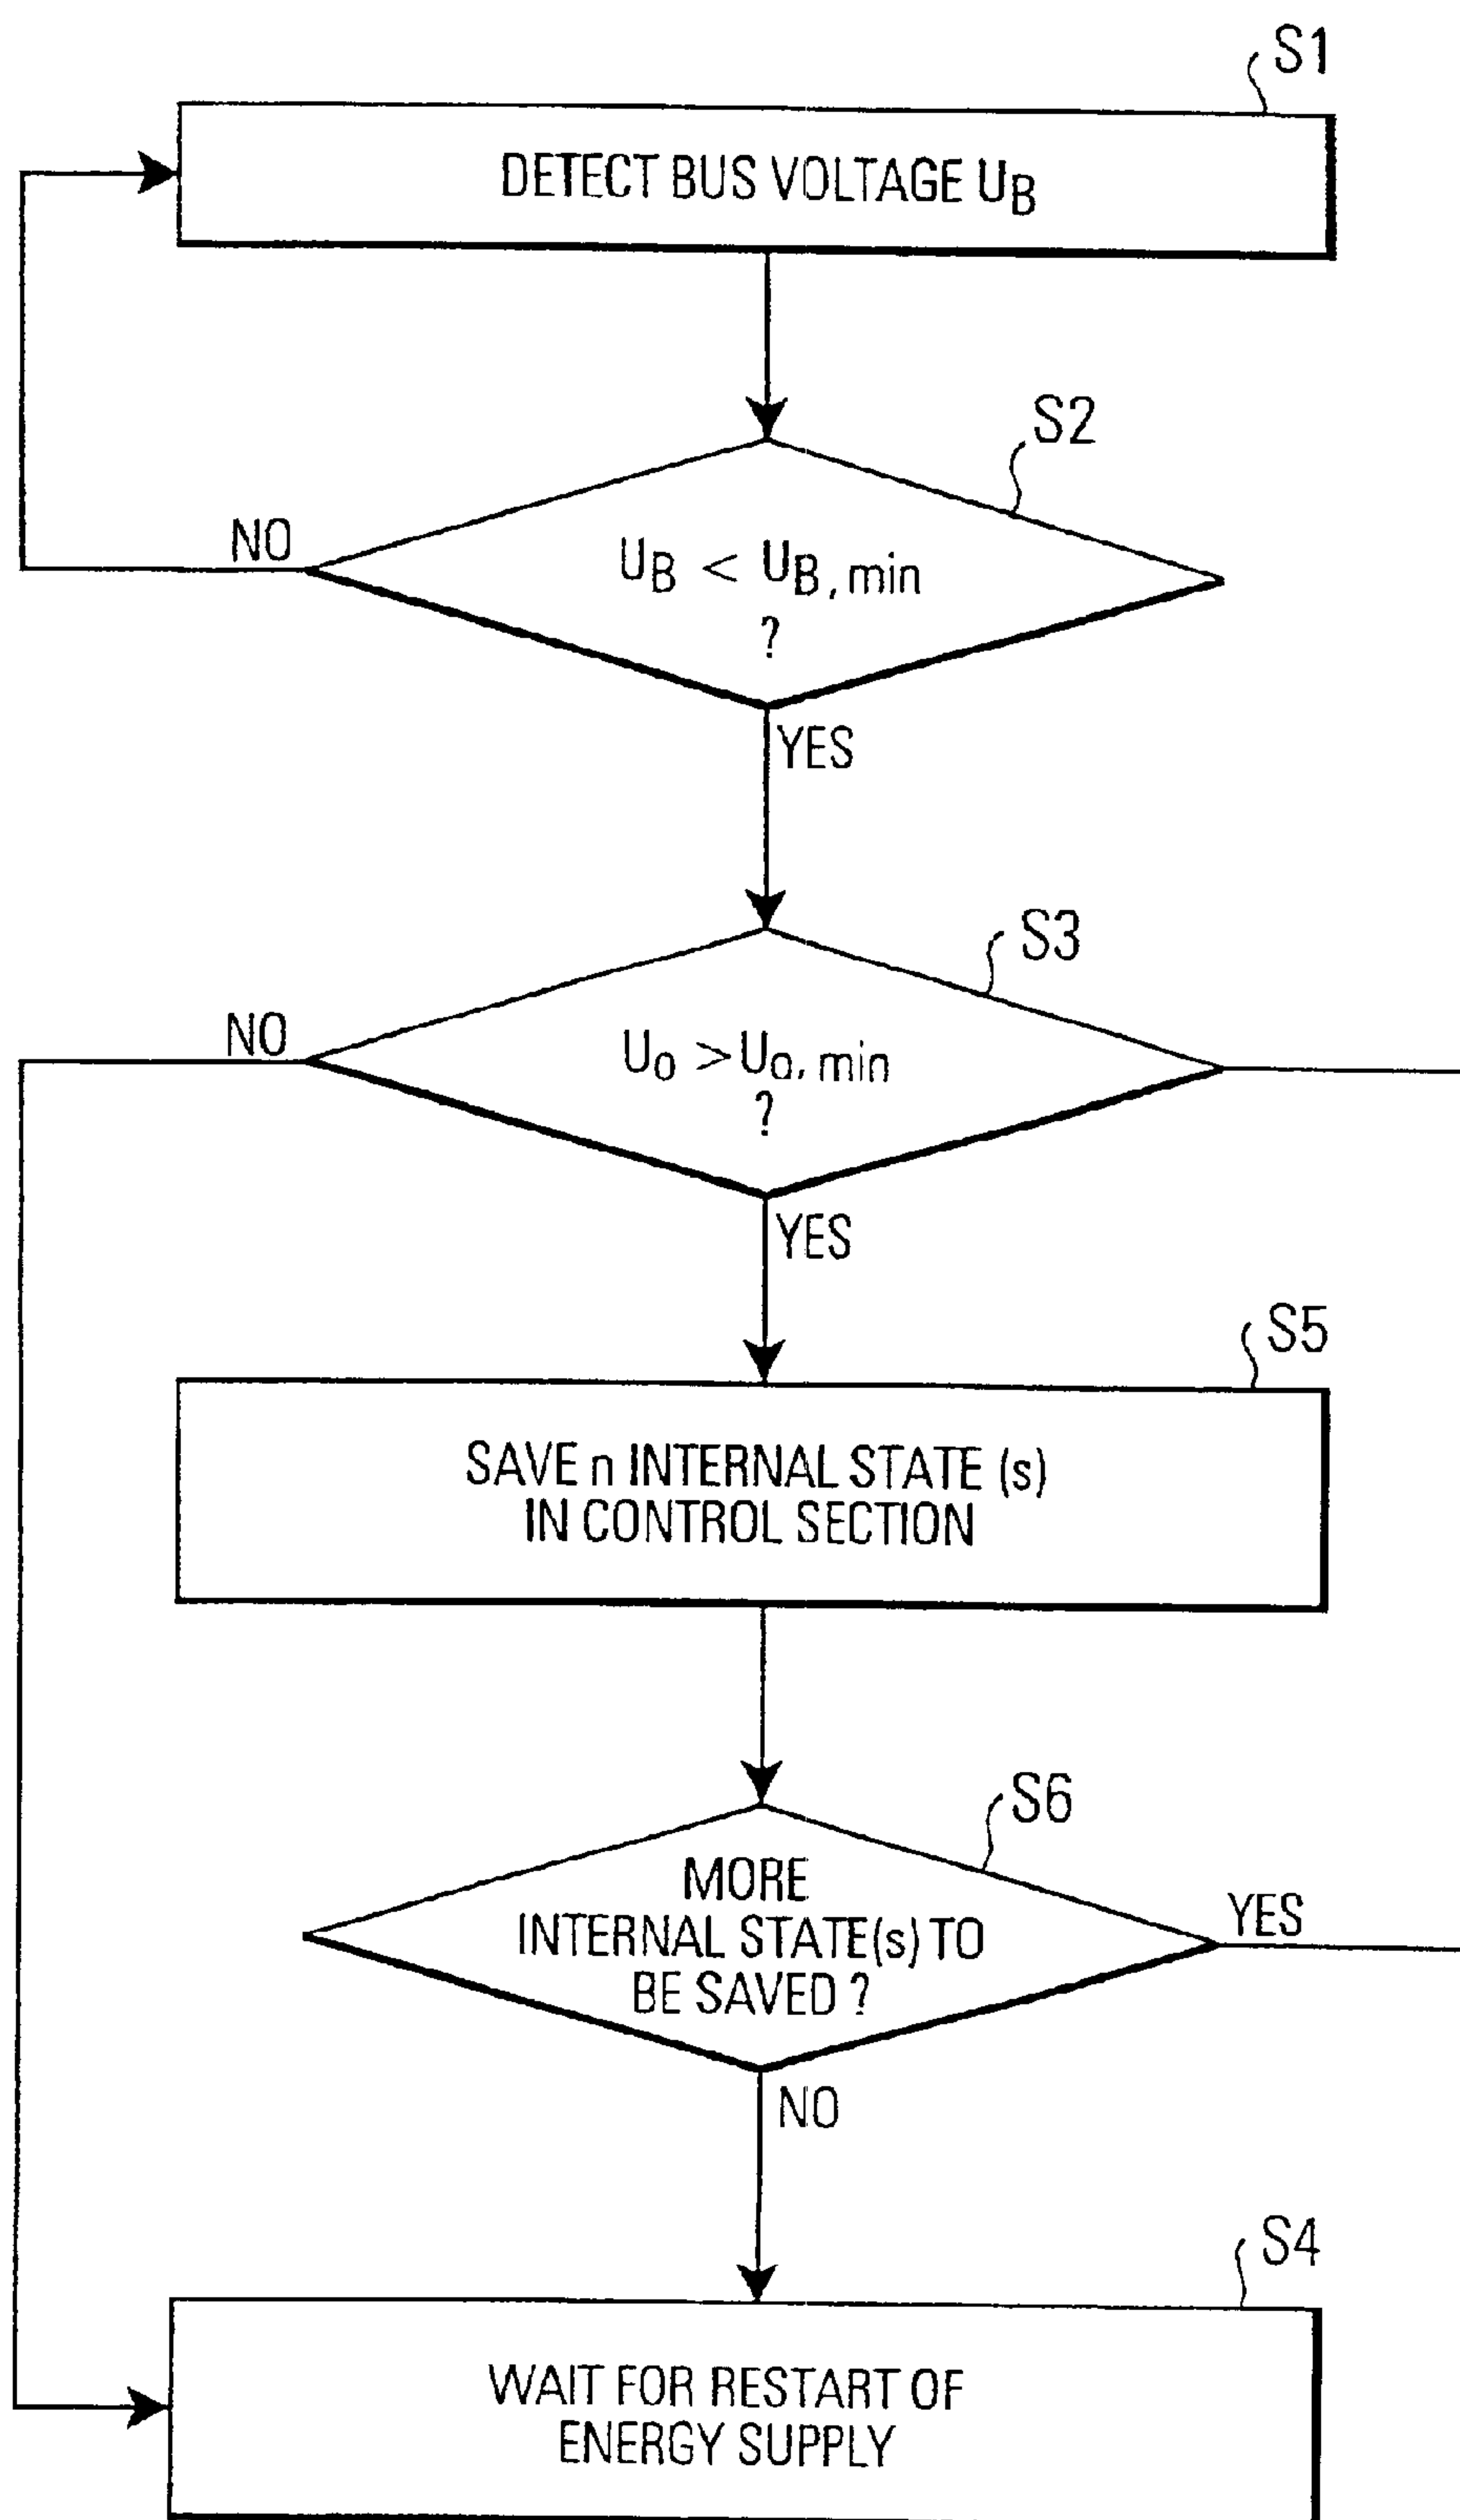 S1
DETECT BUS VOLTAGE UB
S2
NO
UB < UB, min
?
YES
S3
NO
U0 > U0, min
?
YES
S5
SAVE n INTERNAL STATE (s)
IN CONTROL SECTION
S6
MORE
INTERNAL STATE(s) TO
BE SAVED ?
YES
NO
S4
WAIT FOR RESTART OF
ENERGY SUPPLY